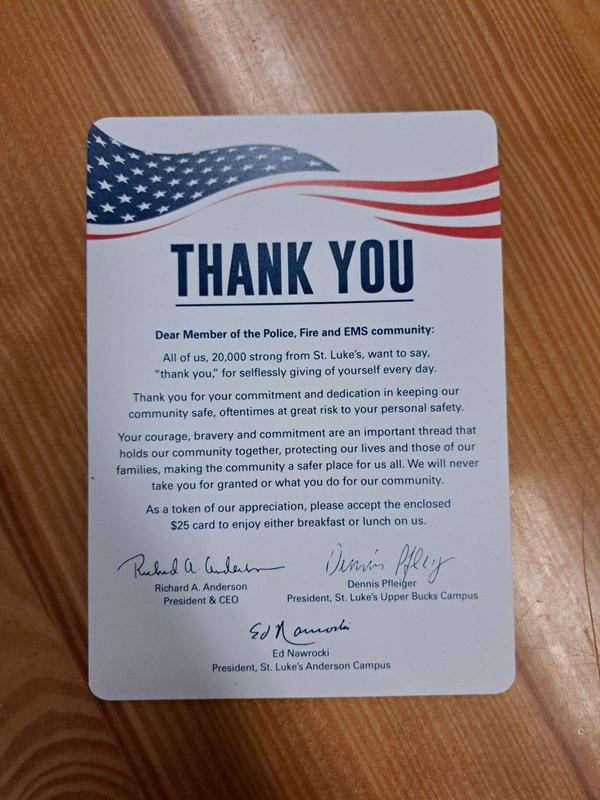 THANK YOU
Dear Member of the Police, Fire and EMS community:
All of us, 20,000 strong from St. Luke's, want to say,
"thank you," for selflessly giving of yourself every day.
Thank you for your commitment and dedication in keeping our
community safe, oftentimes at great risk to your personal safety.
Your courage, bravery and commitment are an important thread that
holds our community together, protecting our lives and those of our
families, making the community a safer place for us all. We will never
take you for granted or what you do for our community.
As a token of our appreciation, please accept the enclosed
$25 card to enjoy either breakfast or lunch on us.
Richard A. Anderson
Richard A. Anderson
President & CEO
Dennis Pfleig
Dennis Pfleiger
President, St. Luke's Upper Bucks Campus
Ed Nawrocki
Ed Nawrocki
President, St. Luke's Anderson Campus